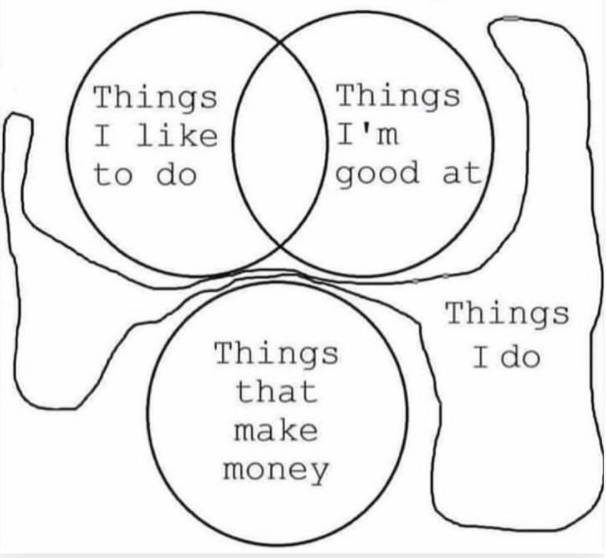 Things
I like
to do
Things
I'm
good at
Things
I do
Things
that
make
money